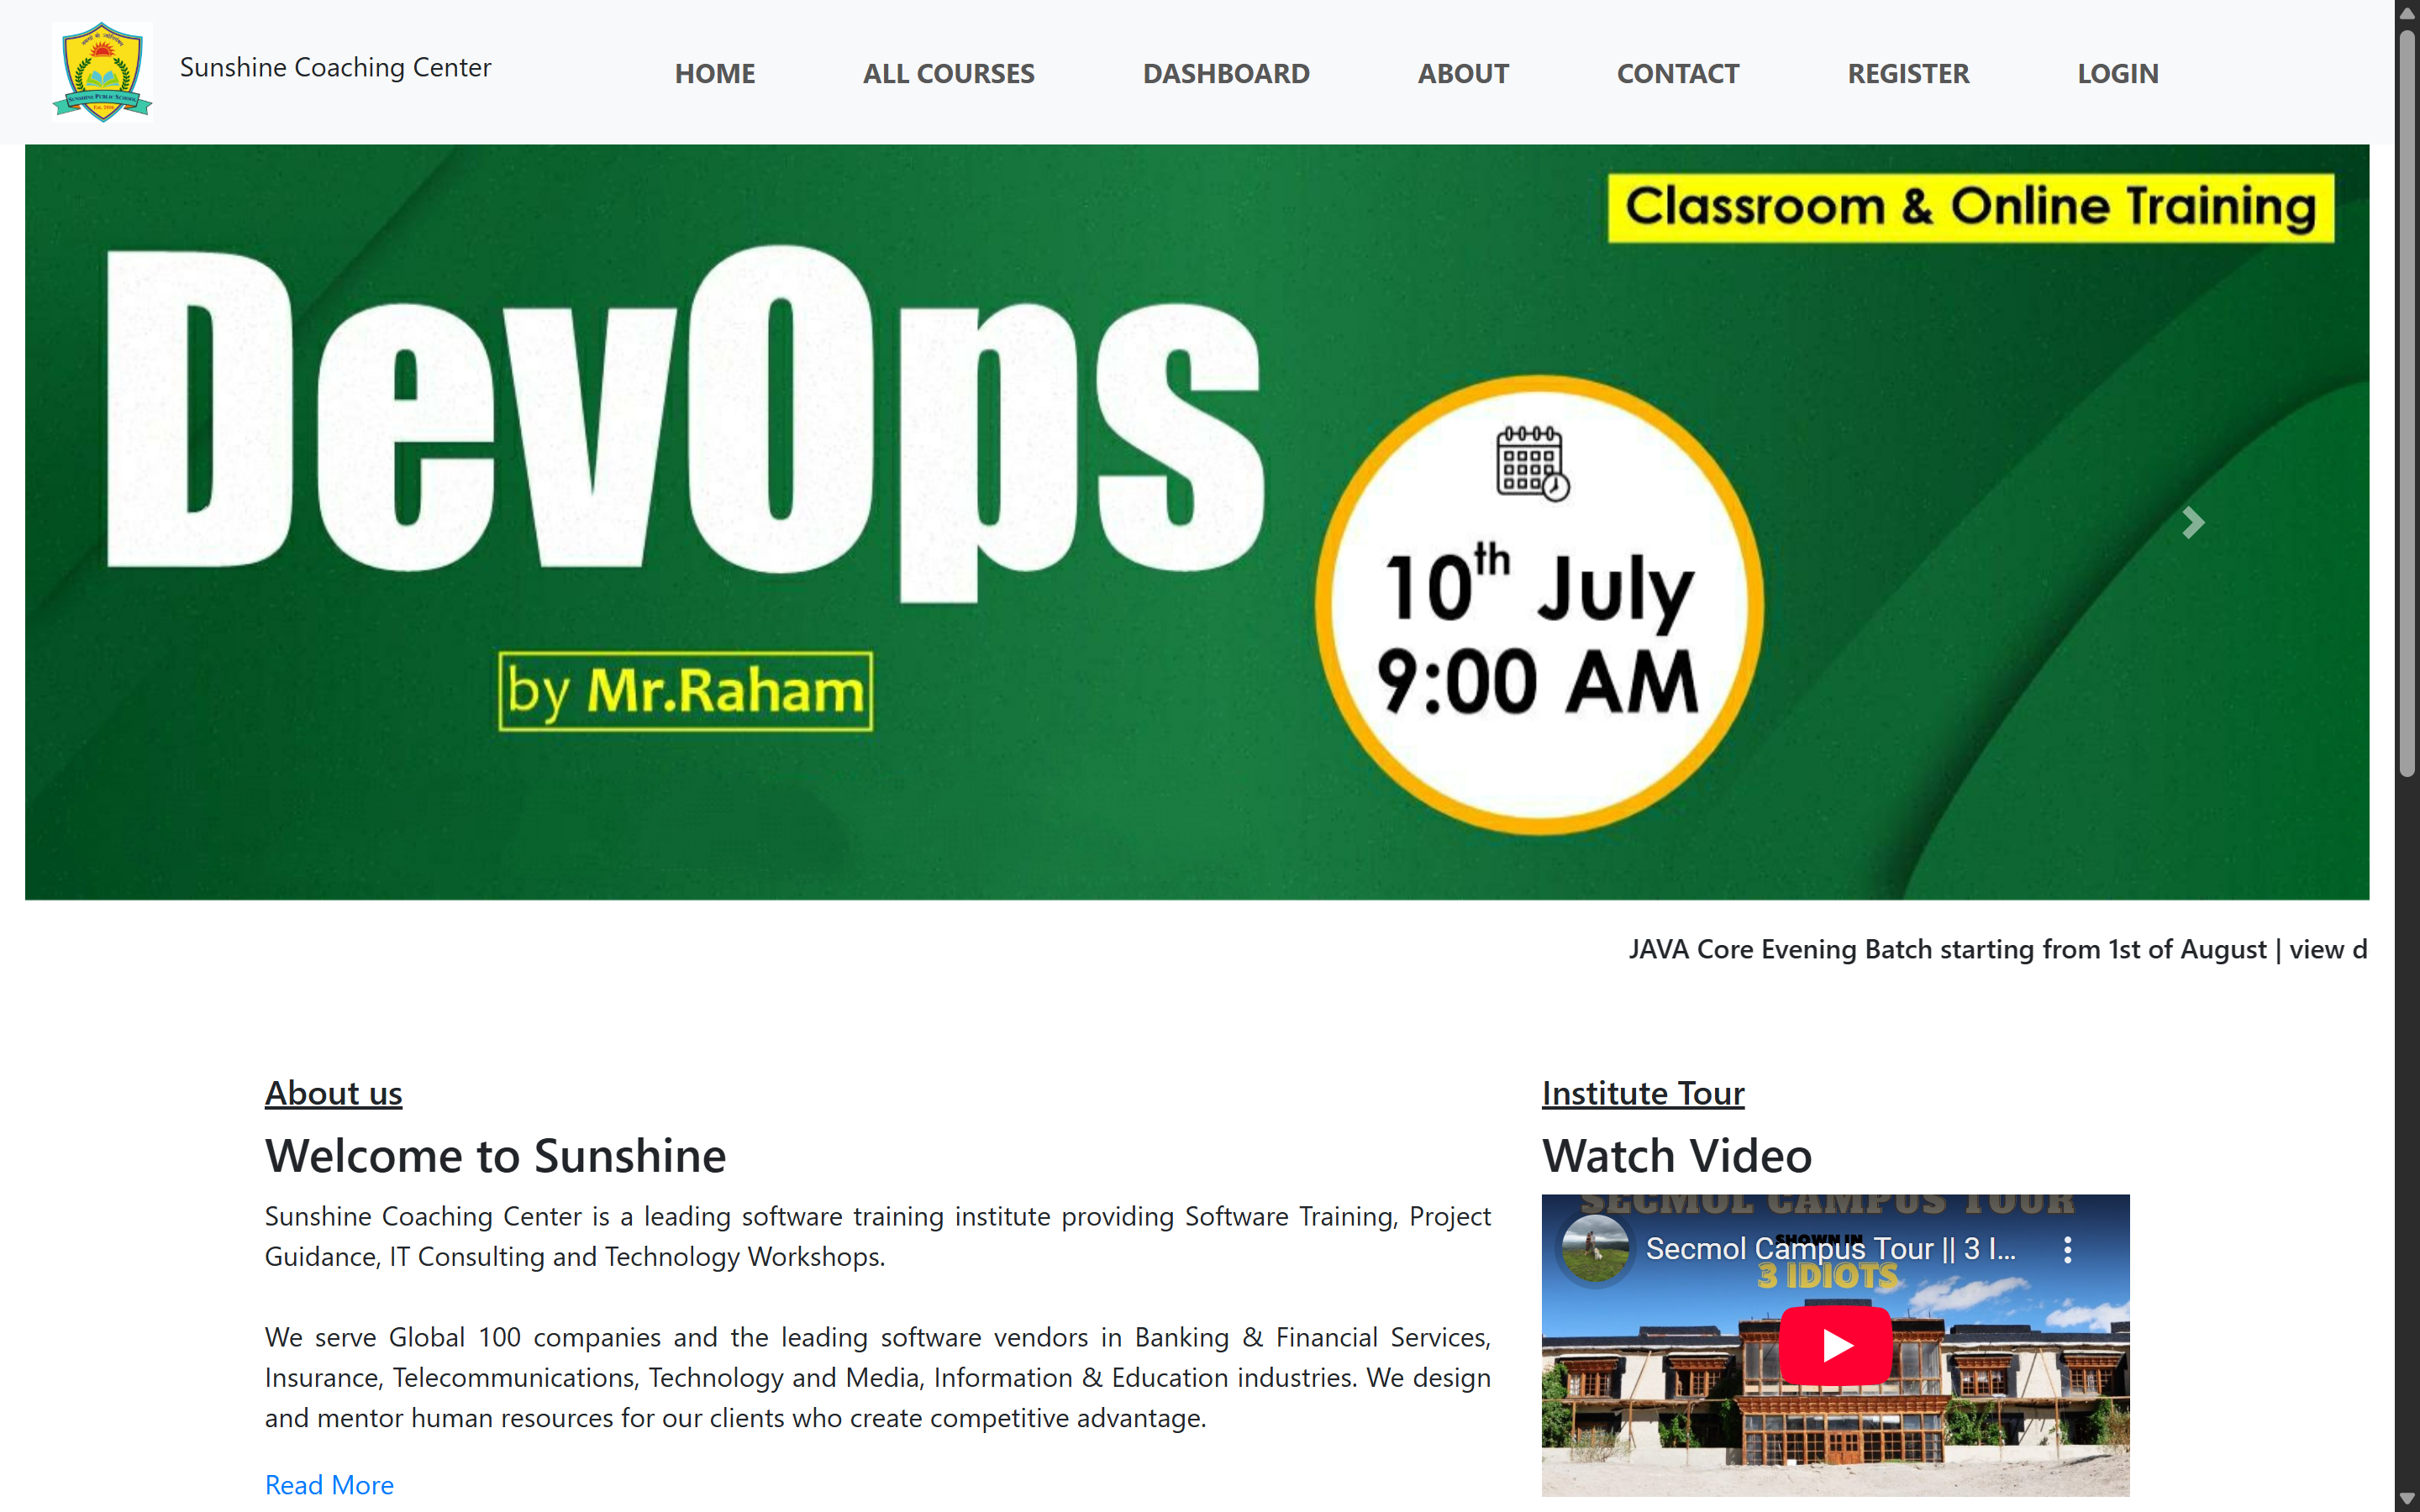 SUNSHINE PUBLIC SCHOOL
Sunshine Coaching Center
HOME
ALL COURSES
DASHBOARD
ABOUT
CONTACT
REGISTER
LOGIN
Classroom & Online Training
DevOps
by Mr.Raham
10th July
9:00 AM
JAVA Core Evening Batch starting from 1st of August | view d
About us
Welcome to Sunshine
Sunshine Coaching Center is a leading software training institute providing Software Training, Project
Guidance, IT Consulting and Technology Workshops.
We serve Global 100 companies and the leading software vendors in Banking & Financial Services,
Insurance, Telecommunications, Technology and Media, Information & Education industries. We design
and mentor human resources for our clients who create competitive advantage.
Read More
Institute Tour
Watch Video
SECMOL CAMPUS TOUR
Secmol Campus Tour || 3 I...
SHOWN IN
3 IDIOTS